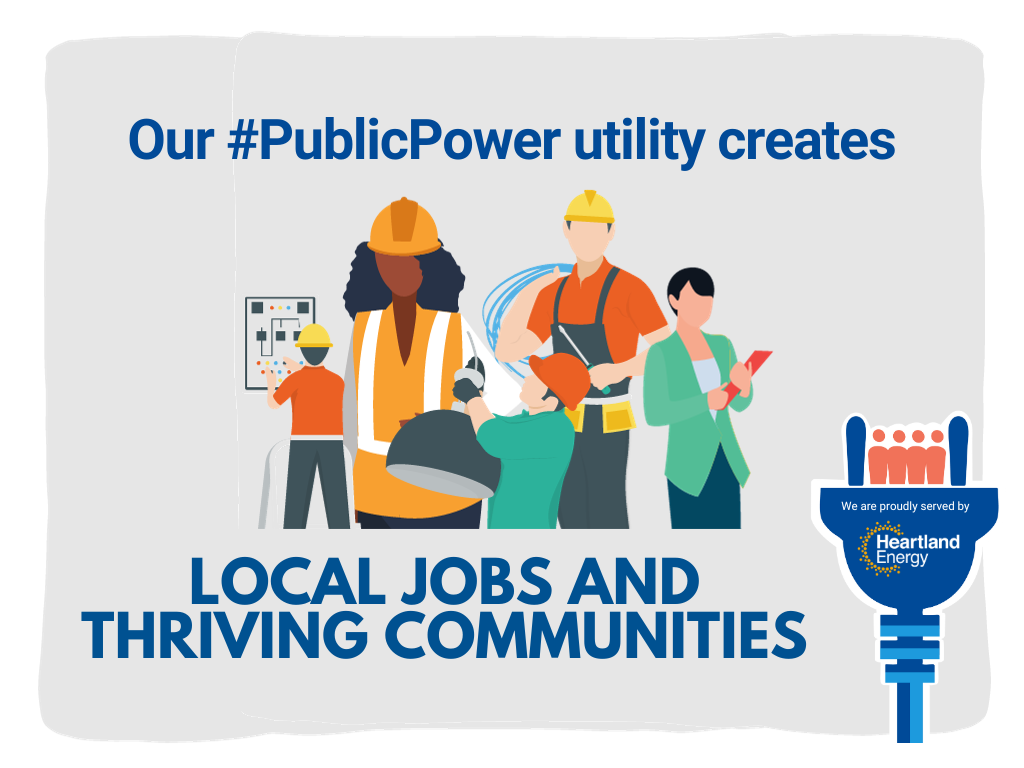 Our #PublicPower utility creates
LOCAL JOBS AND
THRIVING COMMUNITIES
We are proudly served by
Heartland
Energy